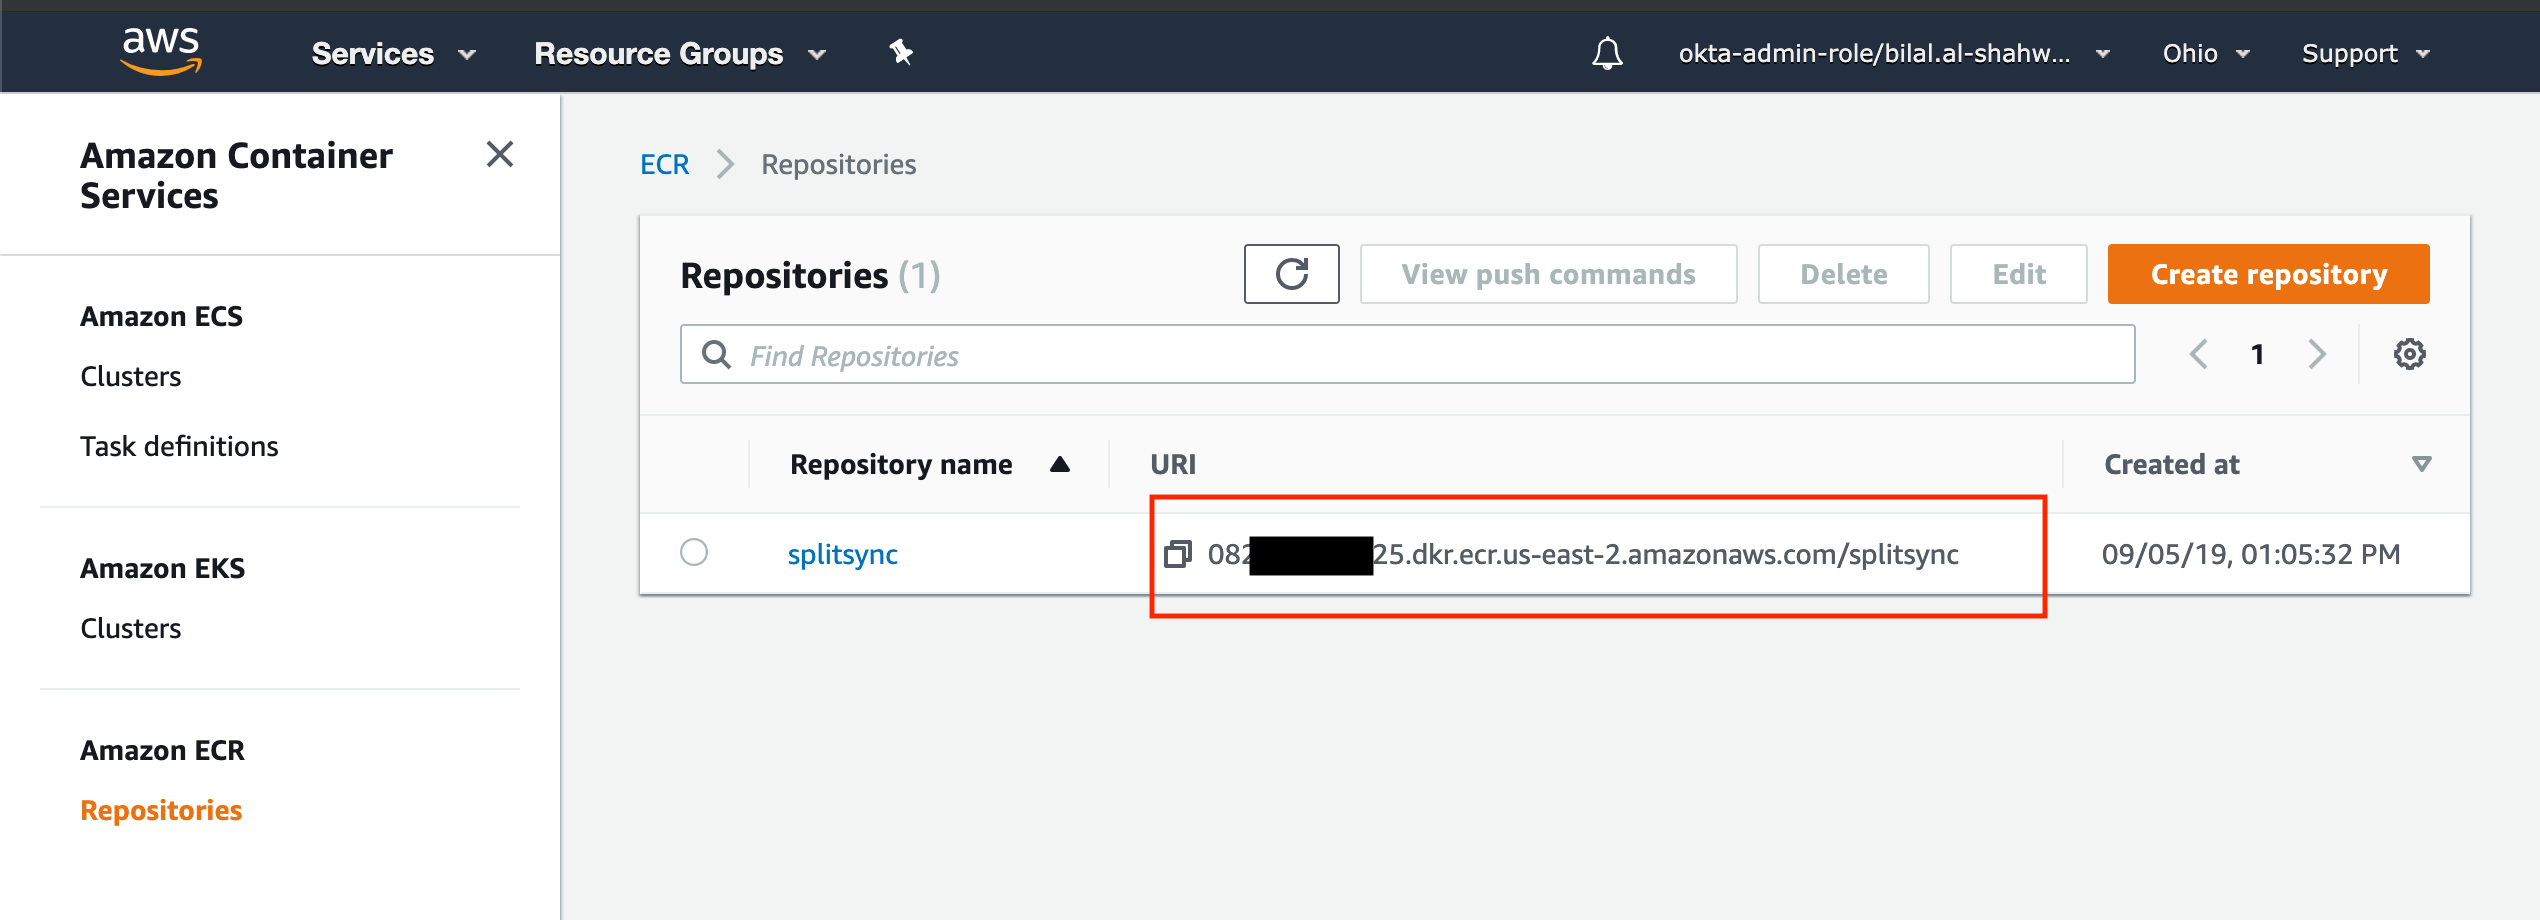 aws Services Resource Groups okta-admin-role/bilal.al-shahw... Ohio Support
Amazon Container
Services
Amazon ECS
Clusters
Task definitions
Amazon EKS
Clusters
Amazon ECR
Repositories
ECR Repositories
Repositories (1) View push commands Delete Edit Create repository
Find Repositories 1
Repository name URI Created at
splitsync 082 25.dkr.ecr.us-east-2.amazonaws.com/splitsync 09/05/19, 01:05:32 PM